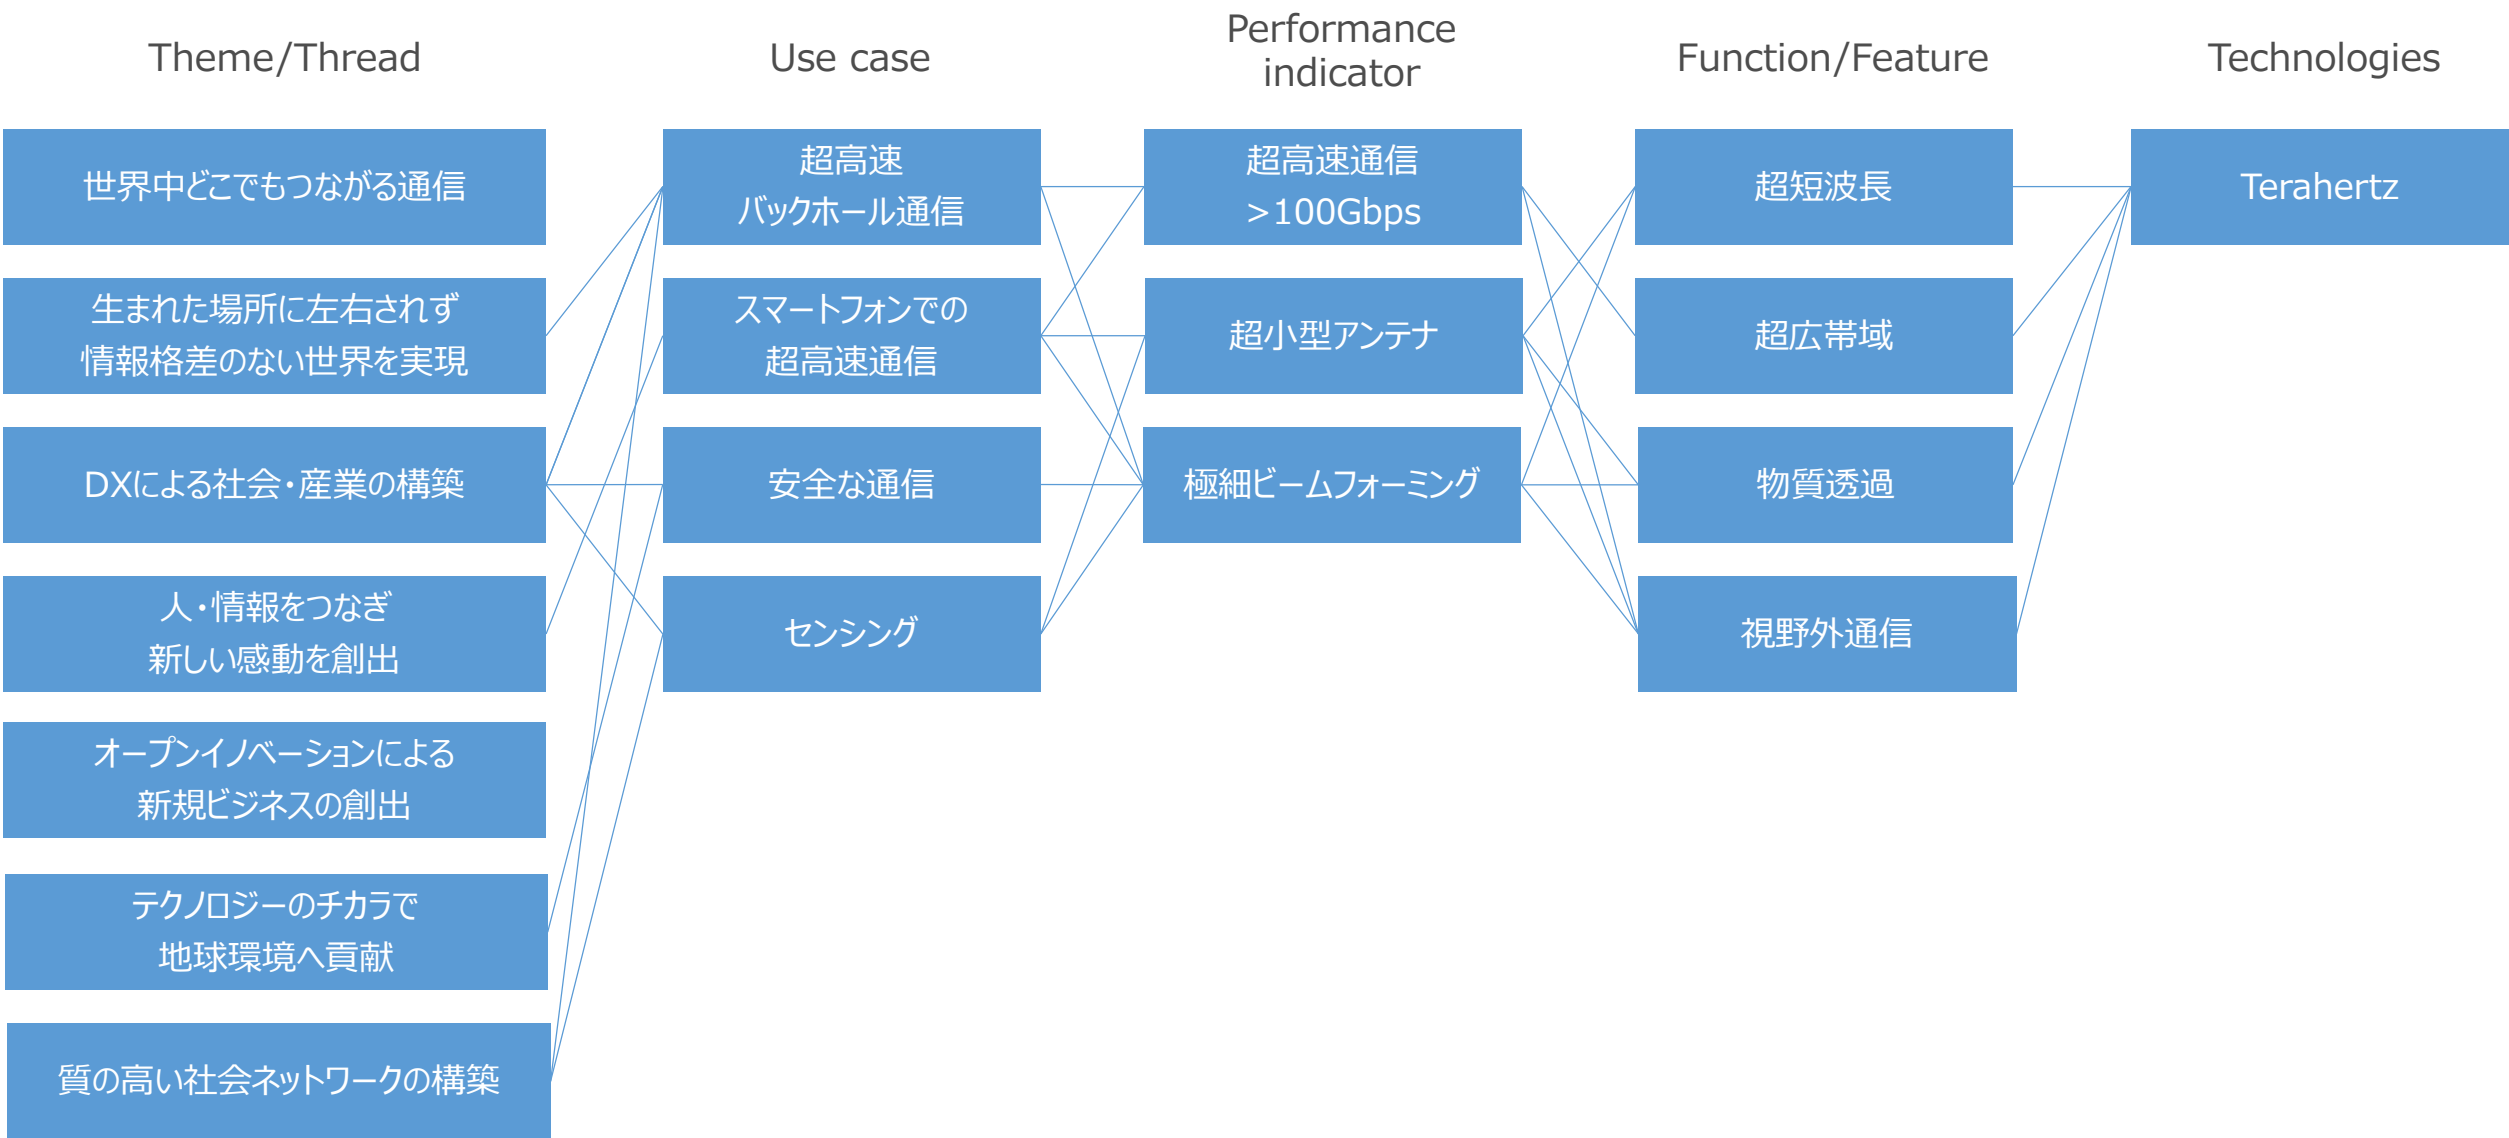 Theme/Thread
Use case
Performance
indicator
Function/Feature
Technologies
世界中どこでもつながる通信
生まれた場所に左右されず
情報格差のない世界を実現
DXによる社会・産業の構築
人・情報をつなぎ
新しい感動を創出
オープンイノベーションによる
新規ビジネスの創出
テクノロジーのチカラで
地球環境へ貢献
質の高い社会ネットワークの構築
超高速
バックホール通信
スマートフォンでの
超高速通信
安全な通信
センシング
超高速通信
>100Gbps
超小型アンテナ
極細ビームフォーミング
超短波長
超広帯域
物質透過
視野外通信
Terahertz